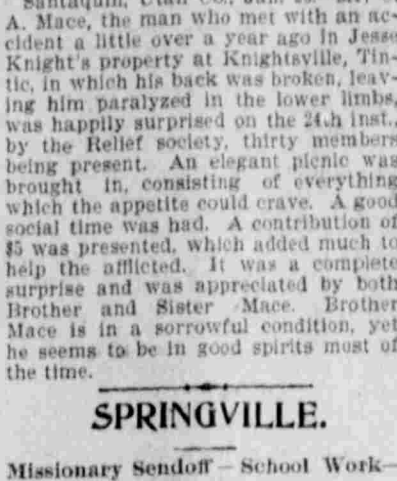 Santaquin, Utah Co., Jan.
A. Mace, the man who met with an ac-
cident a little over a year ago in Jesse
Knight's property at Knightsville, Tin-
tic, in which his back was broken, leav-
ing him paralyzed in the lower limbs,
was happily surprised on the 24.h inst.,
by the Relief society, thirty members
being present. An elegant picnic was
brought in, consisting of everything
which the appetite could crave. A good
social time was had. A contribution of
$5 was presented, which added much to
help the afflicted. It was a complete
surprise and was appreciated by both
Brother and Sister Mace. Brother
Mace is in a sorrowful condition, yet
he seems to be in good spirits most of
the time.
SPRINGVILLE.
Missionary Sendoff — School Work—